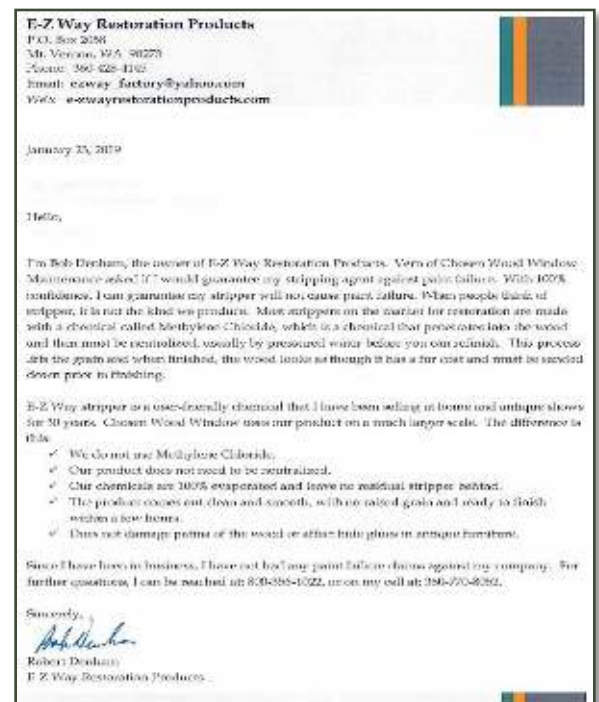 E-Z Way Restoration Products
P.O. Box 2058
Mt. Vernon, WA 98273
Phone: 360-428-4145
Email: ezway_factory@yahoo.com
Web: e-zwayrestorationproducts.com
January 23, 2019
Hello,
I'm Bob Denham, the owner of E-Z Way Restoration Products. Vern of Chosen Wood Window
Maintenance asked if I would guarantee my stripping agent against paint failure. With 100%
confidence, I can guarantee my stripper will not cause paint failure. When people think of
stripper, it is not the kind we produce. Most strippers on the market for restoration are made
with a chemical called Methylene Chloride, which is a chemical that penetrates into the wood
and then must be neutralized, usually by pressured water before you can refinish. This process
lifts the grain and when finished, the wood looks as though it has a fur coat and must be sanded
down prior to finishing.
E-Z Way stripper is a user-friendly chemical that I have been selling at home and antique shows
for 30 years. Chosen Wood Window uses our product on a much larger scale. The difference is
this:
✓ We do not use Methylene Chloride.
✓ Our product does not need to be neutralized.
✓ Our chemicals are 100% evaporated and leave no residual stripper behind.
✓ The product comes out clean and smooth, with no raised grain and ready to finish
within a few hours.
✓ Does not damage patina of the wood or affect hide glues in antique furniture.
Since I have been in business, I have not had any paint failure claims against my company. For
further questions, I can be reached at: or on my cell at:
Sincerely,
Bob Denham
Robert Denham
E-Z Way Restoration Products